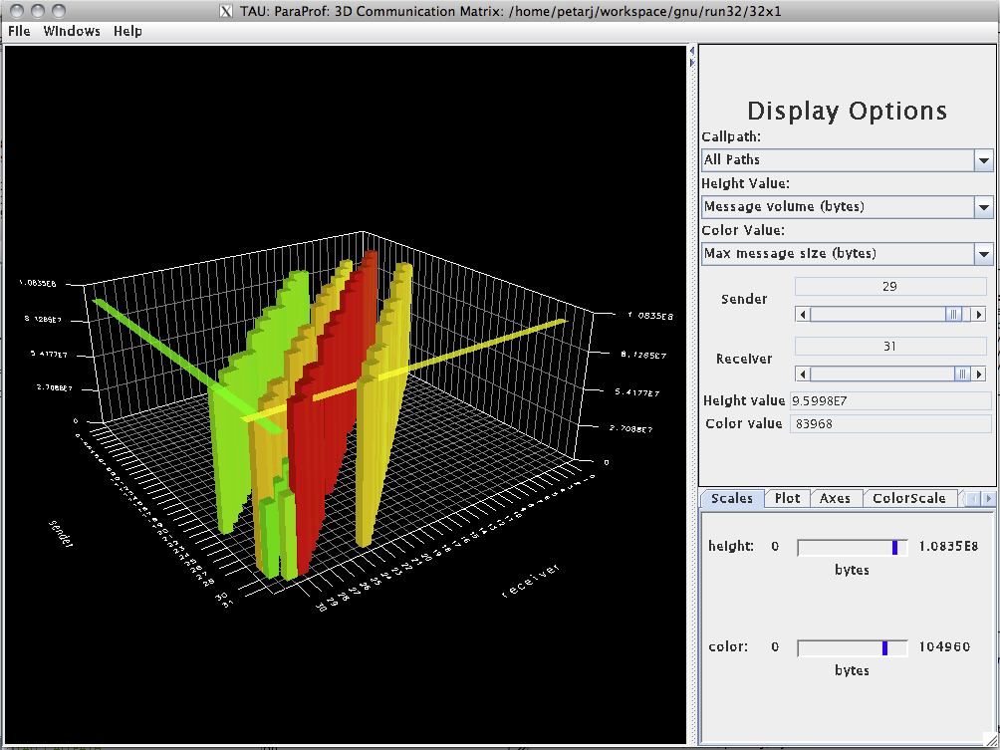 TAU: ParaProf: 3D Communication Matrix: /home/petarj/workspace/gnu/run32/32x1
File Windows Help
Display Options
Callpath:
All Paths
Height Value:
Message volume (bytes)
Color Value:
Max message size (bytes)
Sender
29
Receiver
31
Height value 9.5998E7
Color value 83968
Scales Plot Axes ColorScale
height: 0 1.0835E8
bytes
color: 0 104960
bytes
1.0835E8
8.1265E7
5.4177E7
2.7088E7
0
1.0835E8
8.1265E7
5.4177E7
2.7088E7
0
sender
receiver
30